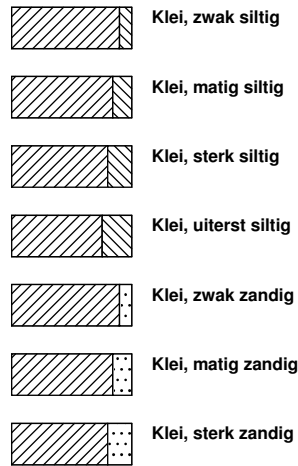 Klei, zwak siltig
Klei, matig siltig
Klei, sterk siltig
Klei, uiterst siltig
Klei, zwak zandig
Klei, matig zandig
Klei, sterk zandig